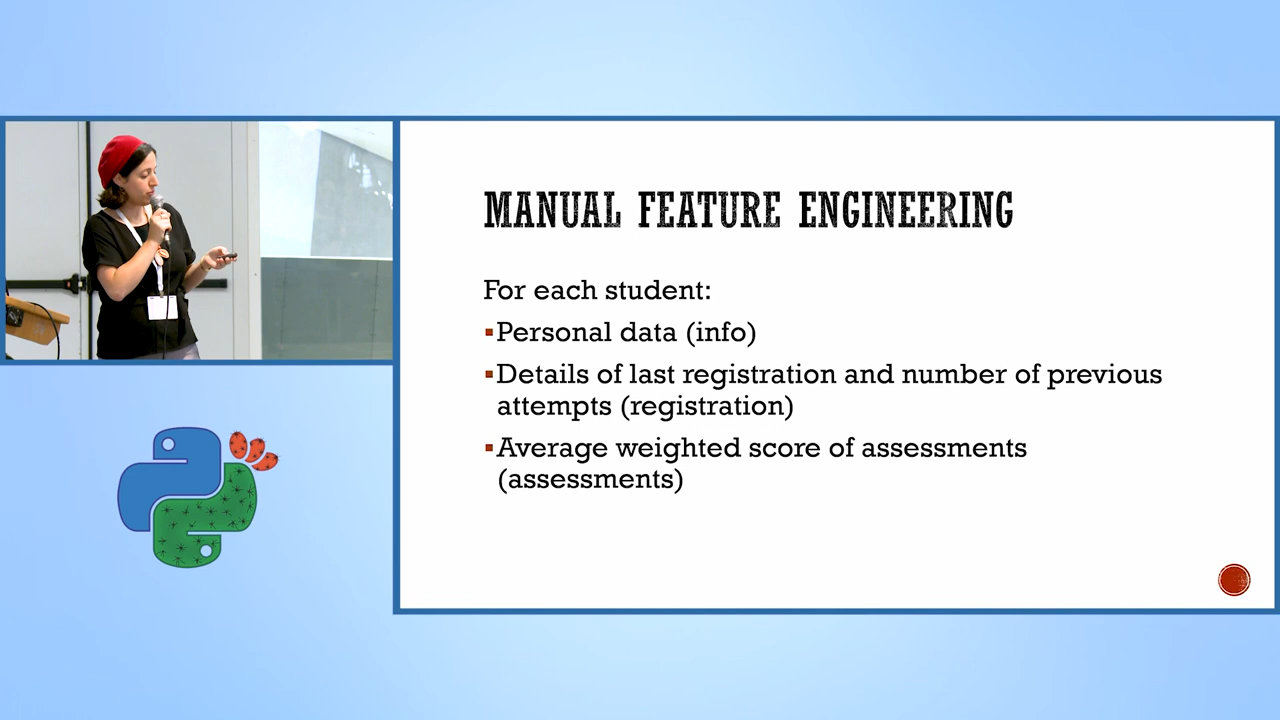 MANUAL FEATURE ENGINEERING
For each student:
▪Personal data (info)
▪Details of last registration and number of previous
attempts (registration)
▪Average weighted score of assessments
(assessments)